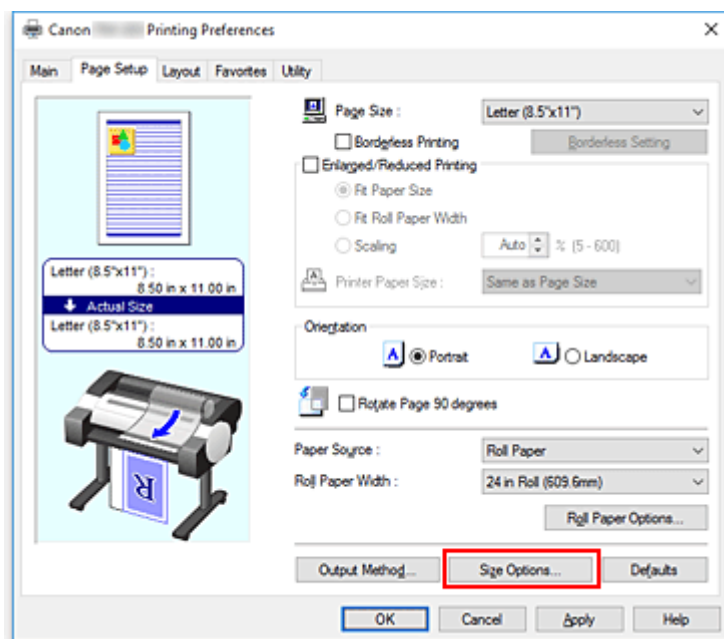 Canon Printing Preferences
Main Page Setup Layout Favorites Utility
Page Size : Letter (8.5"x11")
Borderless Printing Borderless Setting
Enlarged/Reduced Printing
Fit Paper Size
Fit Roll Paper Width
Scaling Auto % (5 - 600)
Printer Paper Size : Same as Page Size
Letter (8.5"x11") :
8.50 in x 11.00 in
Actual Size
Letter (8.5"x11") :
8.50 in x 11.00 in
Orientation
A Portrait A Landscape
Rotate Page 90 degrees
Paper Source : Roll Paper
Roll Paper Width : 24 in Roll (609.6mm)
Roll Paper Options...
R
Output Method... Size Options... Defaults
OK Cancel Apply Help